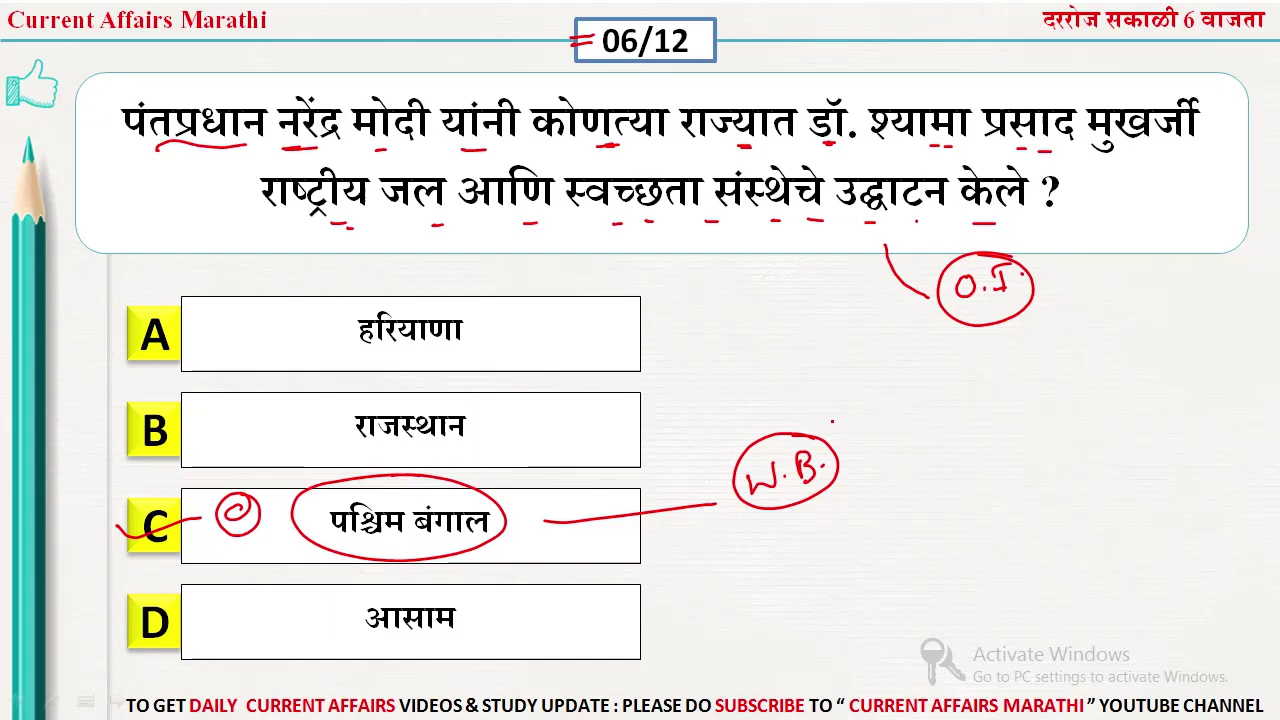 Current Affairs Marathi
दररोज सकाळी 6 वाजता
06/12
पंतप्रधान नरेंद्र मोदी यांनी कोणत्या राज्यात डॉ. श्यामा प्रसाद मुखर्जी
राष्ट्रीय जल आणि स्वच्छता संस्थेचे उद्घाटन केले ?
O.I.
A हरियाणा
B राजस्थान
C पश्चिम बंगाल
W.B.
D आसाम
Activate Windows
Go to PC settings to activate Windows.
TO GET DAILY CURRENT AFFAIRS VIDEOS & STUDY UPDATE : PLEASE DO SUBSCRIBE TO “ CURRENT AFFAIRS MARATHI ” YOUTUBE CHANNEL